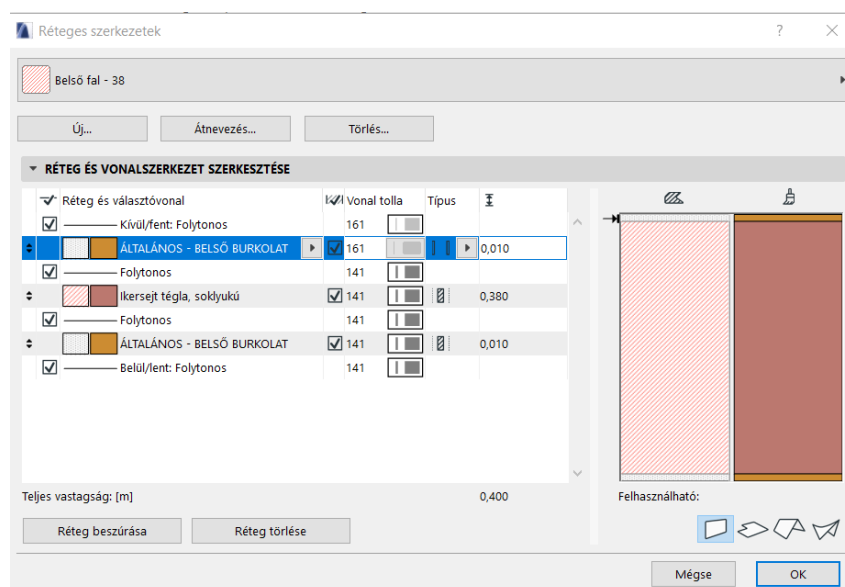 Réteges szerkezetek
?
Belső fal - 38
Új...
Átnevezés...
Törlés...
RÉTEG ÉS VONALSZERKEZET SZERKESZTÉSE
Réteg és választóvonal Vonal tolla Típus
Kívül/fent: Folytonos 161
ÁLTALÁNOS - BELSŐ BURKOLAT 161 0,010
Folytonos 141
Ikersejt tégla, soklyukú 141 0,380
Folytonos 141
ÁLTALÁNOS - BELSŐ BURKOLAT 141 0,010
Belül/lent: Folytonos 141
Teljes vastagság: [m] 0,400
Felhasználható:
Réteg beszúrása
Réteg törlése
Mégse
OK